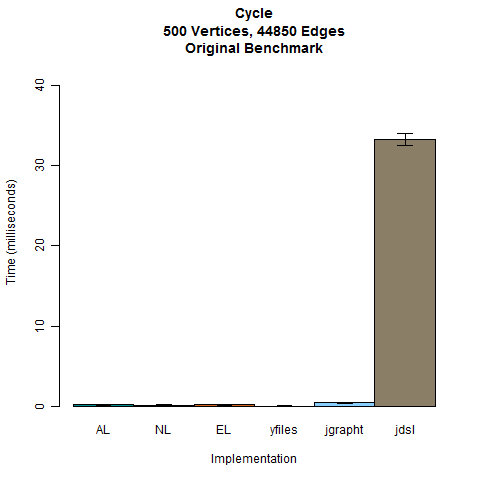 Cycle
500 Vertices, 44850 Edges
Original Benchmark
Time (milliseconds)
40
30
20
10
0
AL NL EL yfiles jgrapht jdsl
Implementation